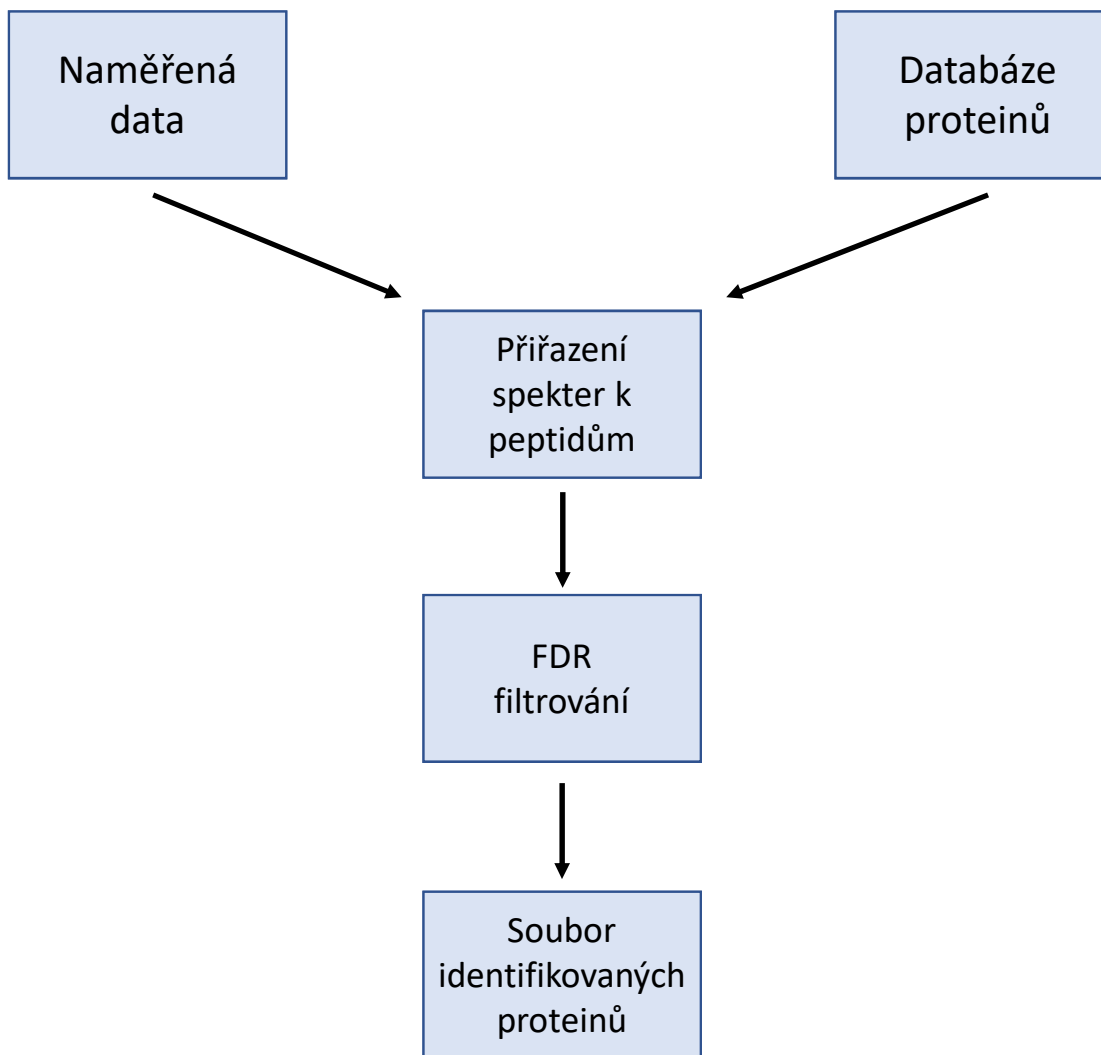 Naměřená
data
Databáze
proteinů
Přiřazení
spekter k
peptidům
FDR
filtrování
Soubor
identifikovaných
proteinů